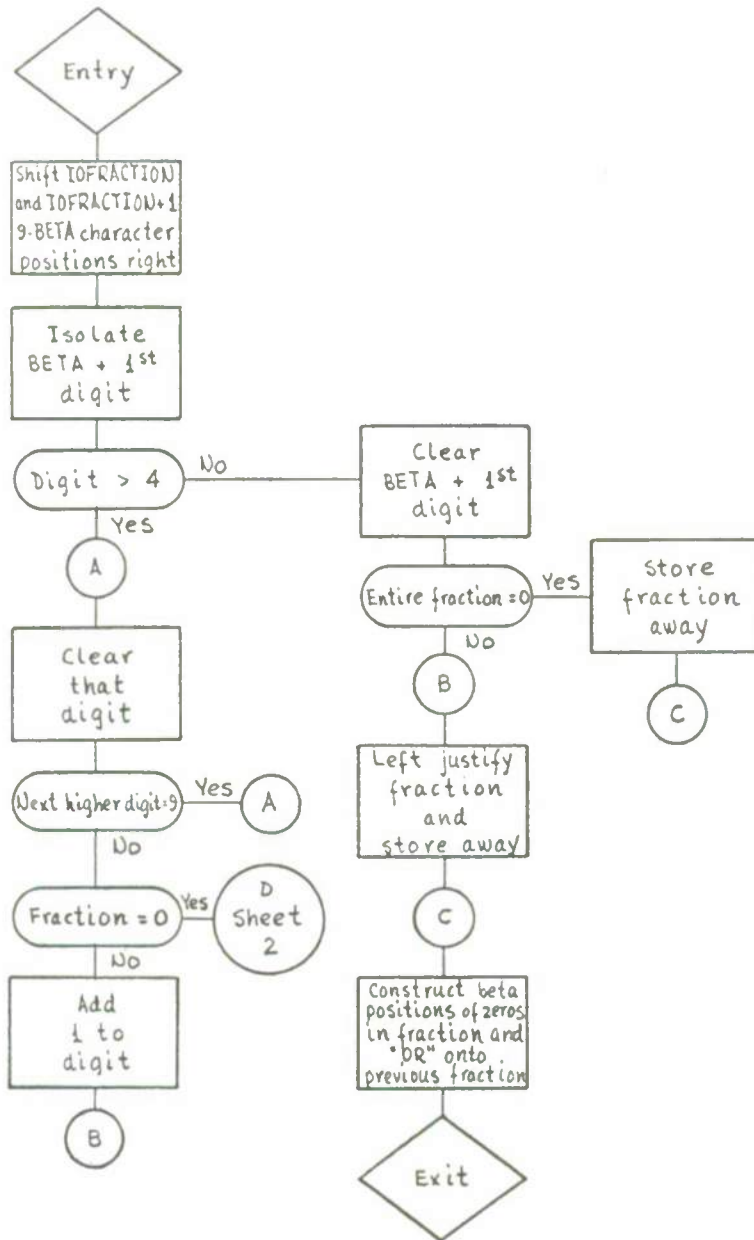 Entry
Shift IOFRACTION
and IOFRACTION+1
9-BETA character
positions right
Isolate
BETA + 1st
digit
Digit > 4
No
Yes
A
Clear
that
digit
Next higher digit=9
Yes
A
No
Fraction = 0
Yes
D
Sheet
2
No
Add
1 to
digit
B
Clear
BETA + 1st
digit
Entire fraction = 0
Yes
Store
fraction
away
C
No
B
Left justify
fraction
and
store away
C
Construct beta
positions of zeros
in fraction and
"OR" onto
previous fraction
Exit